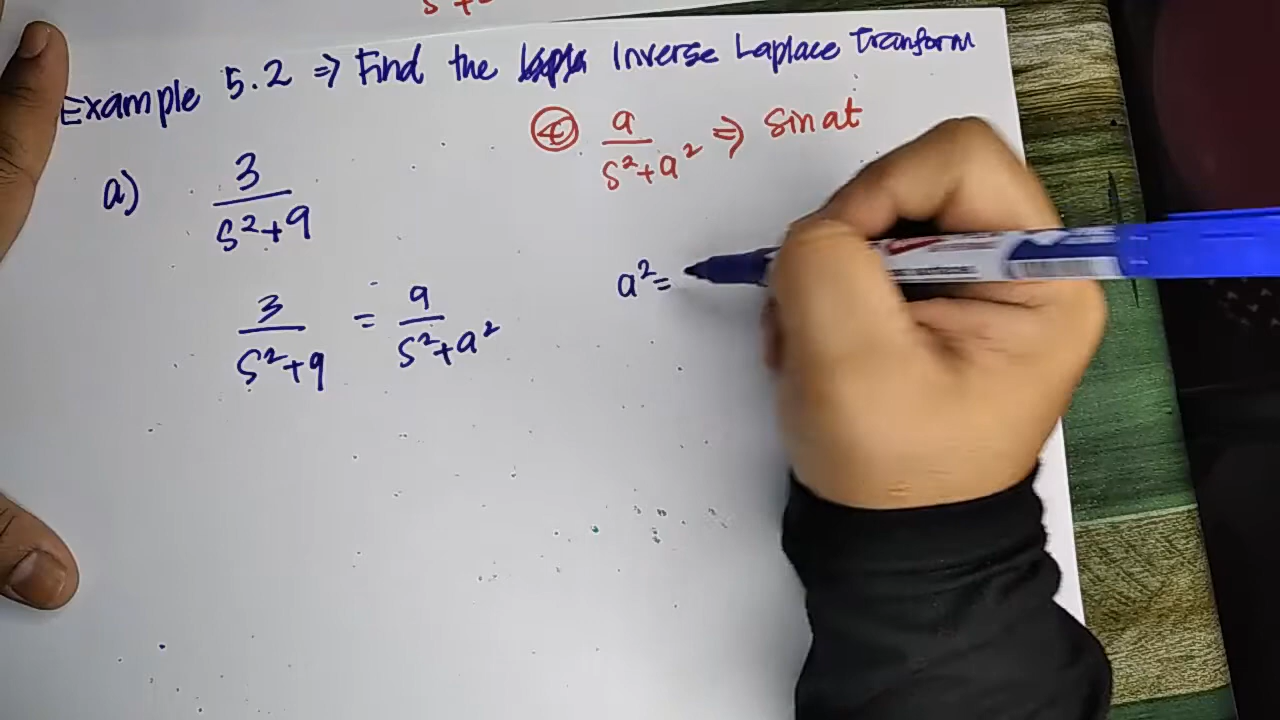 Example 5.2 ⇒ Find the Inverse Laplace Tranform
④ a/(s²+a²) ⇒ sin at
a) 3/(s²+9)
3/(s²+9) = a/(s²+a²)
a² =